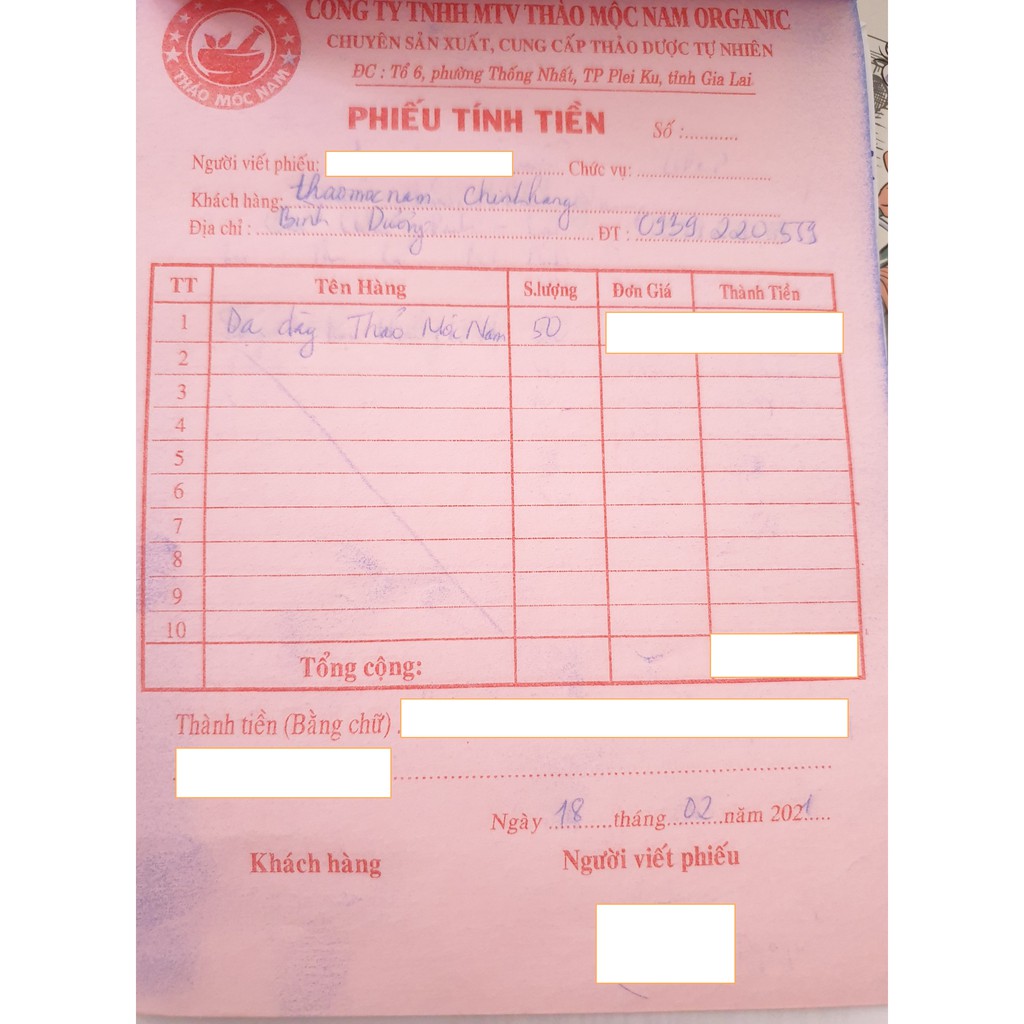 CÔNG TY TNHH MTV THẢO MỘC NAM ORGANIC
CHUYÊN SẢN XUẤT, CUNG CẤP THẢO DƯỢC TỰ NHIÊN
ĐC : Tổ 6, phường Thống Nhất, TP Plei Ku, tỉnh Gia Lai
THẢO MỘC NAM
PHIẾU TÍNH TIỀN
Số :...........
Người viết phiếu: Chức vụ: ...........................
Khách hàng: thaomocnam chinhhang
Địa chỉ : Bình Dương ĐT : 0939 220 559
TT Tên Hàng S.lượng Đơn Giá Thành Tiền
1 Dạ dày Thảo Mộc Nam 50
2
3
4
5
6
7
8
9
10
Tổng cộng:
Thành tiền (Bằng chữ) :
Ngày 18 tháng 02 năm 2021
Khách hàng Người viết phiếu